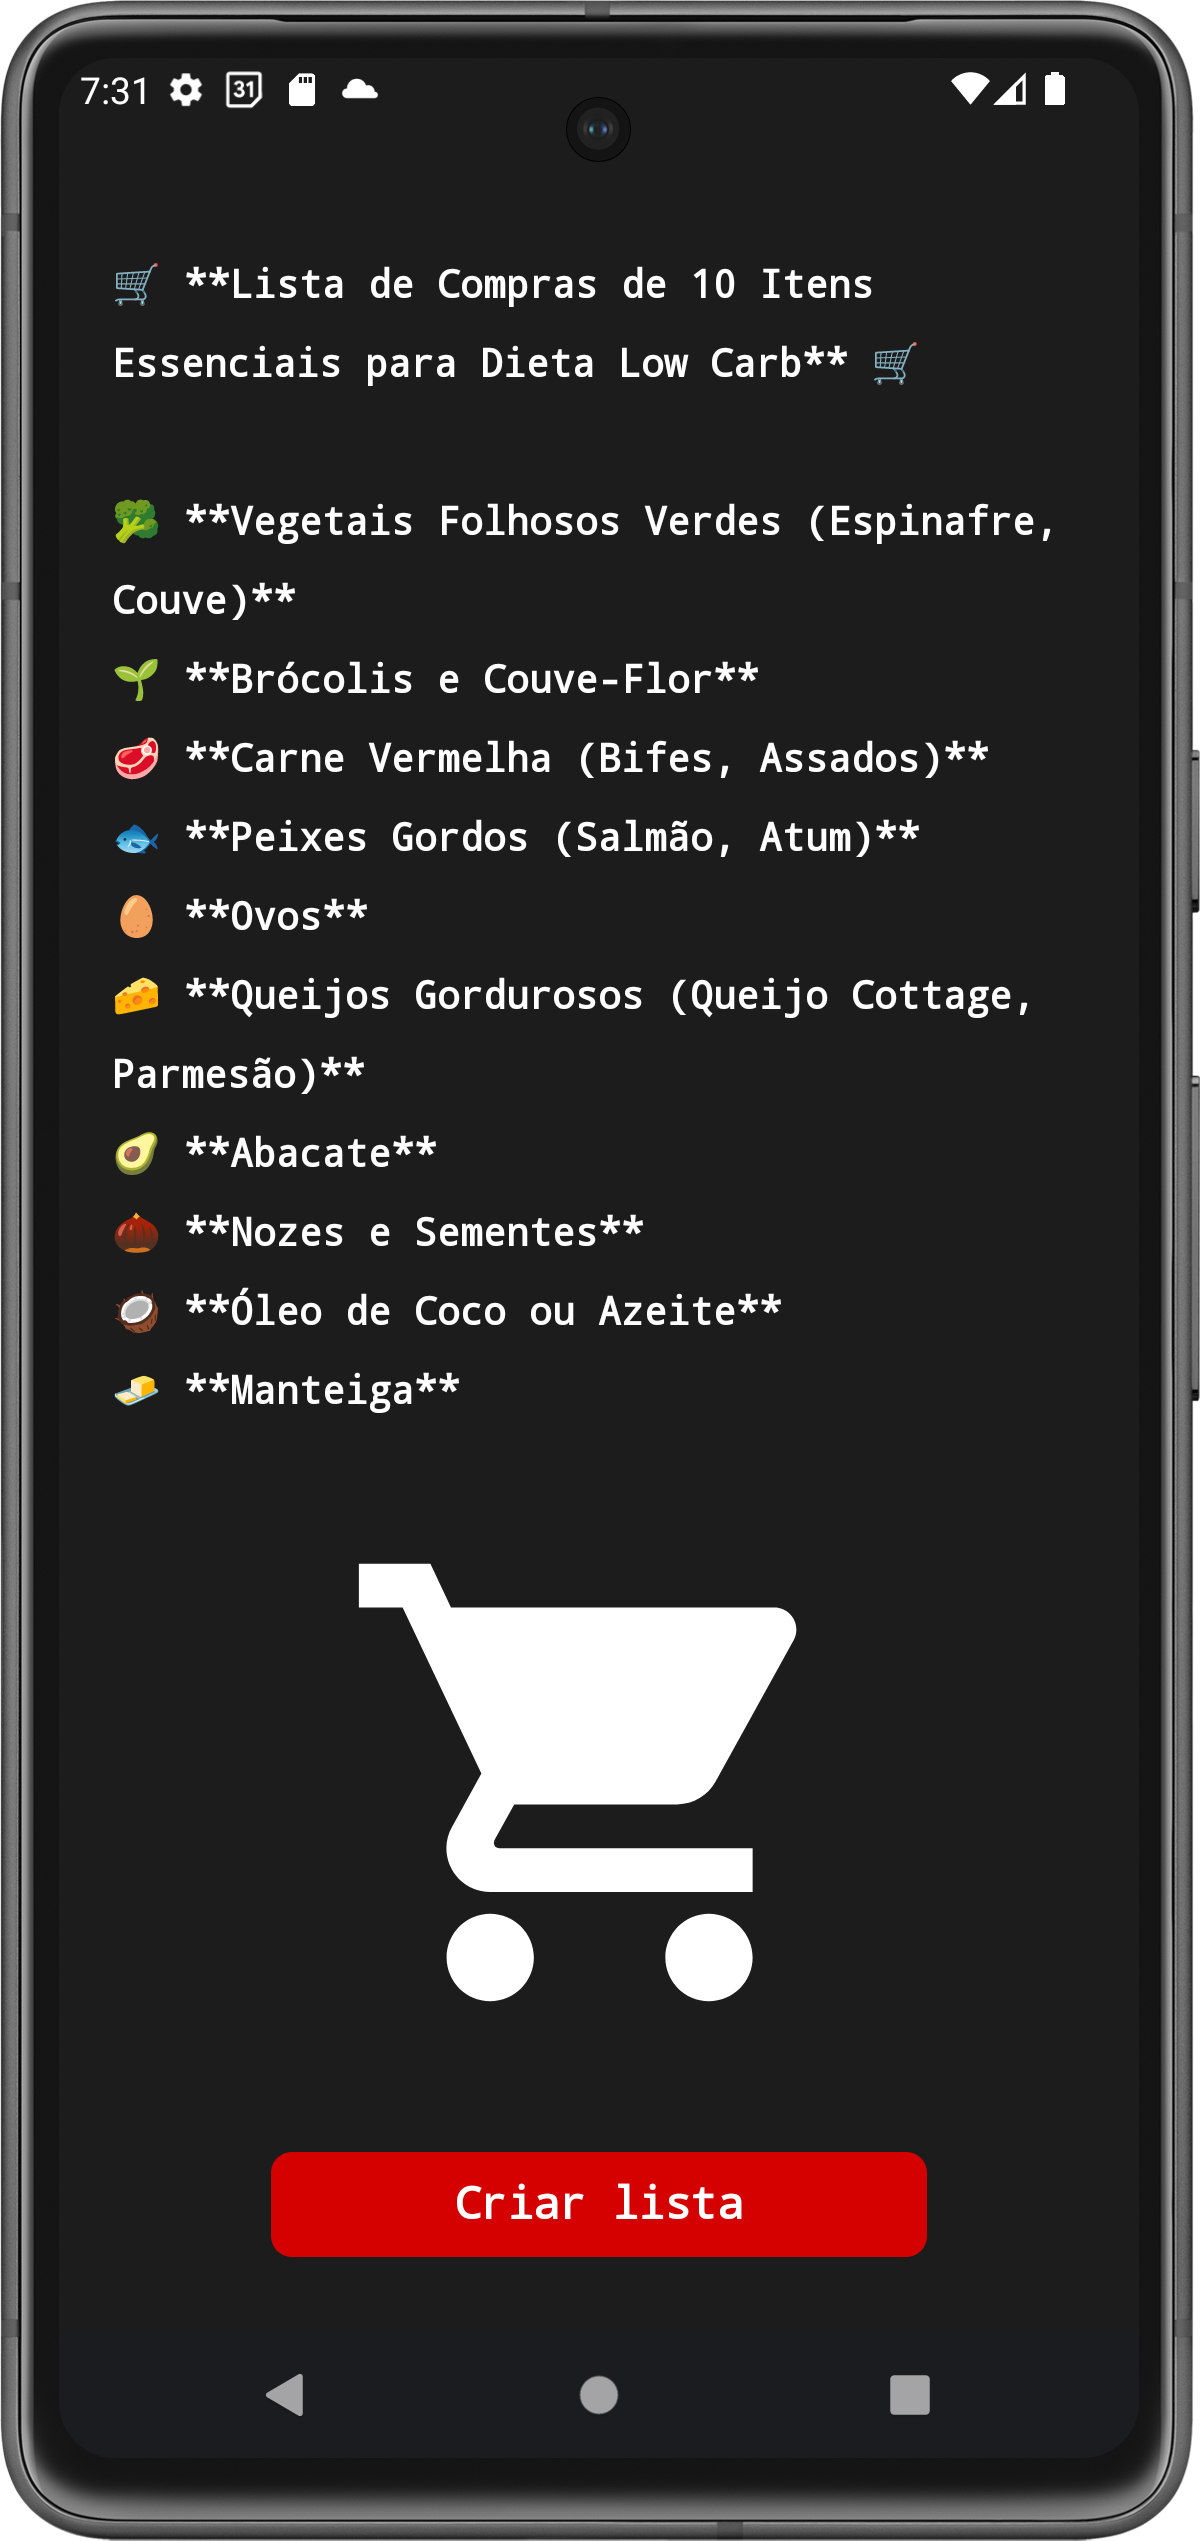 7:31
31
🛒 **Lista de Compras de 10 Itens
Essenciais para Dieta Low Carb** 🛒
🥦 **Vegetais Folhosos Verdes (Espinafre,
Couve)**
🌱 **Brócolis e Couve-Flor**
🥩 **Carne Vermelha (Bifes, Assados)**
🐟 **Peixes Gordos (Salmão, Atum)**
🥚 **Ovos**
🧀 **Queijos Gordurosos (Queijo Cottage,
Parmesão)**
🥑 **Abacate**
🌰 **Nozes e Sementes**
🥥 **Óleo de Coco ou Azeite**
🧈 **Manteiga**
Criar lista